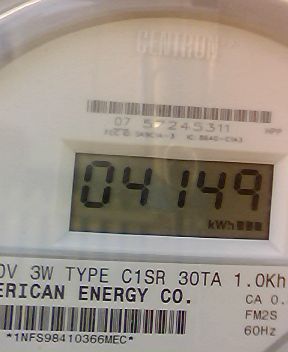 CENTRON
07 57245311
04149
kWh
0V 3W TYPE C1SR 30TA 1.0Kh
ERICAN ENERGY CO.
CA 0.
FM2S
60Hz
*1NFS98410366MEC*